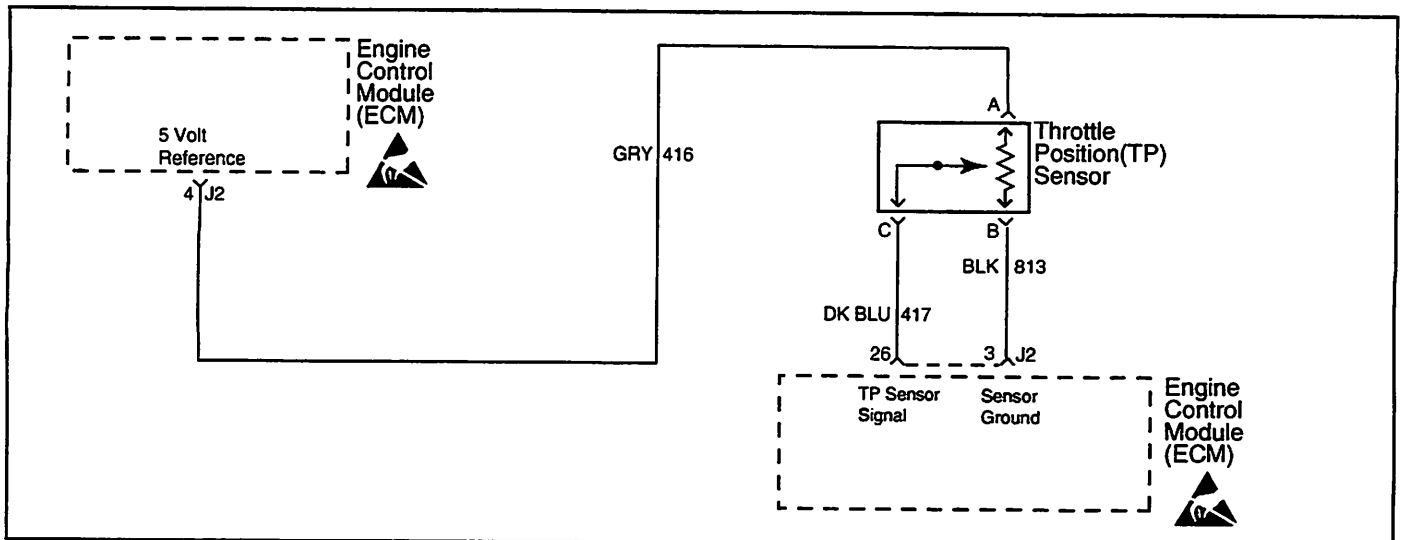 Engine
Control
Module
(ECM)
5 Volt
Reference
4 J2
GRY 416
A
Throttle
Position(TP)
Sensor
C B
BLK 813
DK BLU 417
26 3 J2
TP Sensor
Signal
Sensor
Ground
Engine
Control
Module
(ECM)